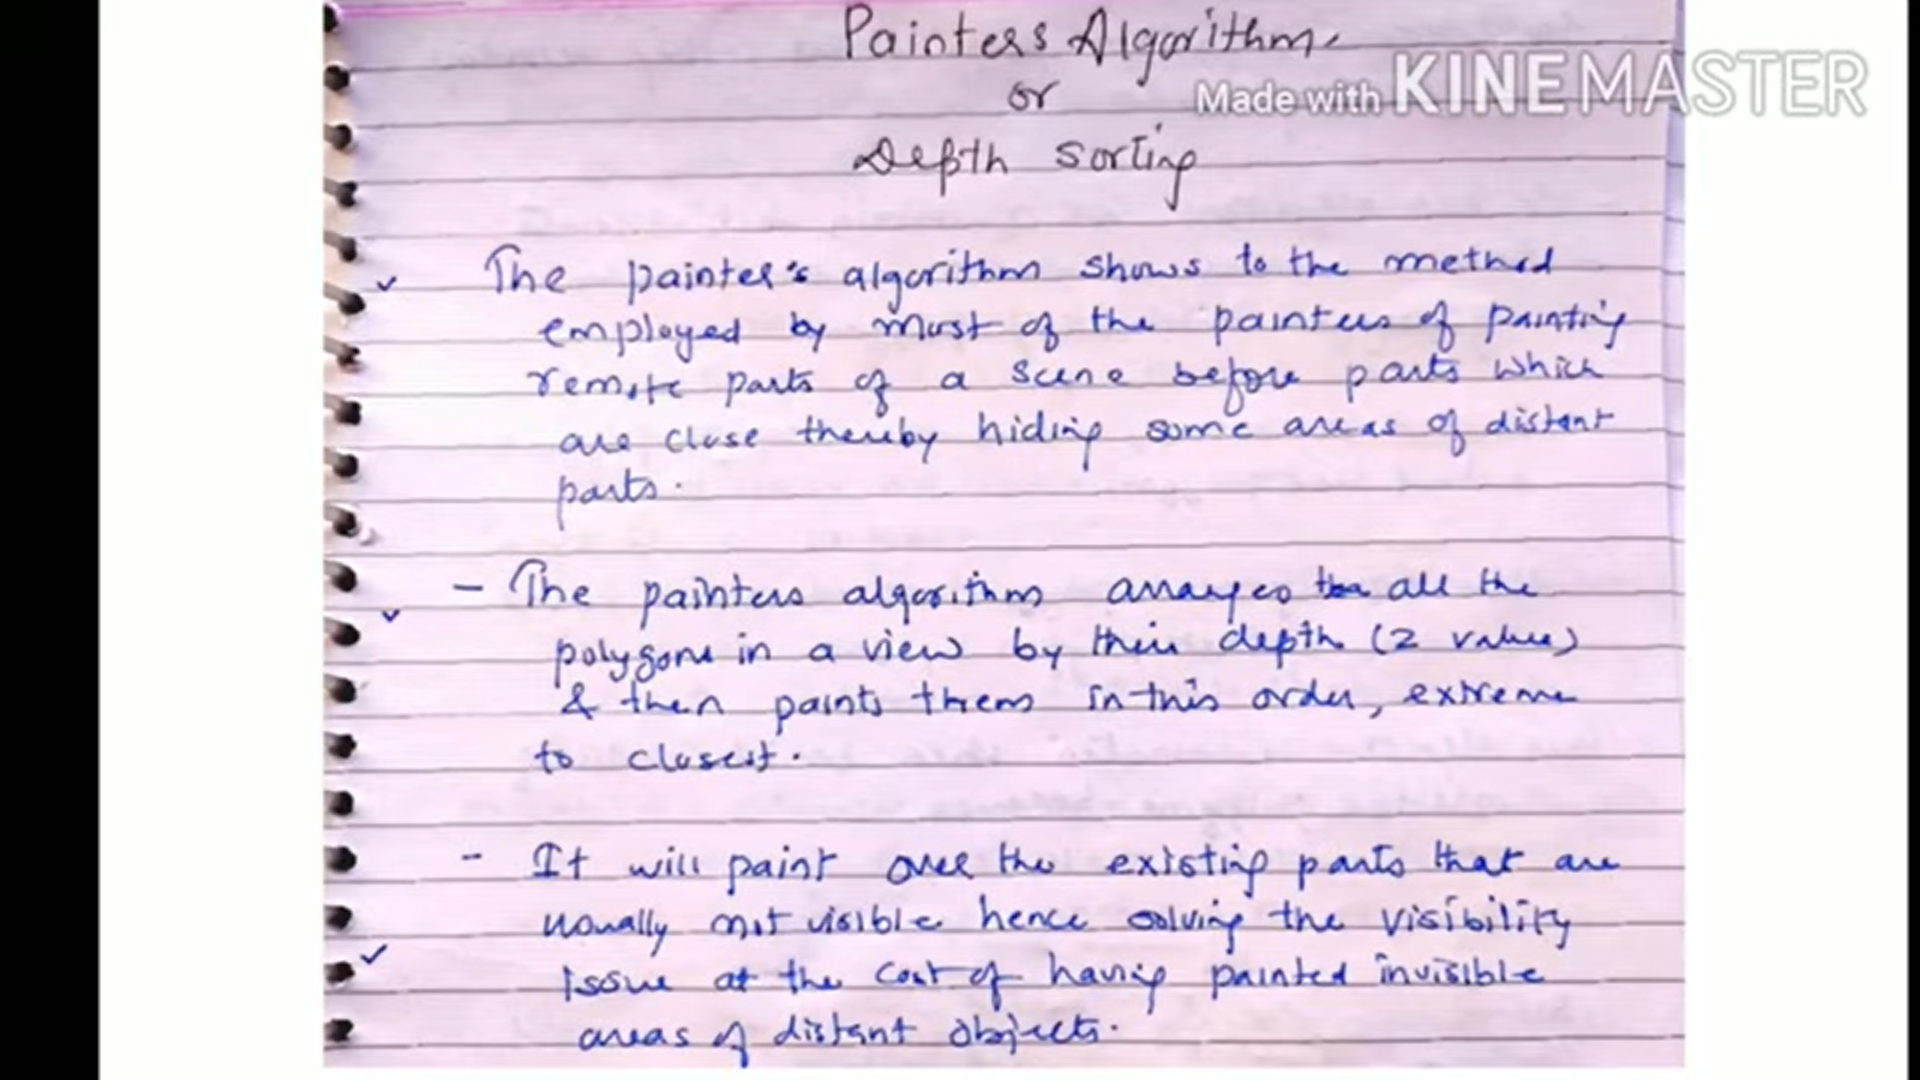 Painters Algorithm
or
Made with KINEMASTER
Depth Sorting
The painter's algorithm shows to the method
employed by most of the painters of painting
remote parts of a scene before parts which
are close thereby hiding some areas of distant
parts.
- The painters algorithm arranges all the
polygons in a view by their depth (Z value)
& then paints them in this order, extreme
to closest.
- It will paint over the existing parts that are
usually not visible hence solving the visibility
issue at the cost of having painted invisible
areas of distant objects.